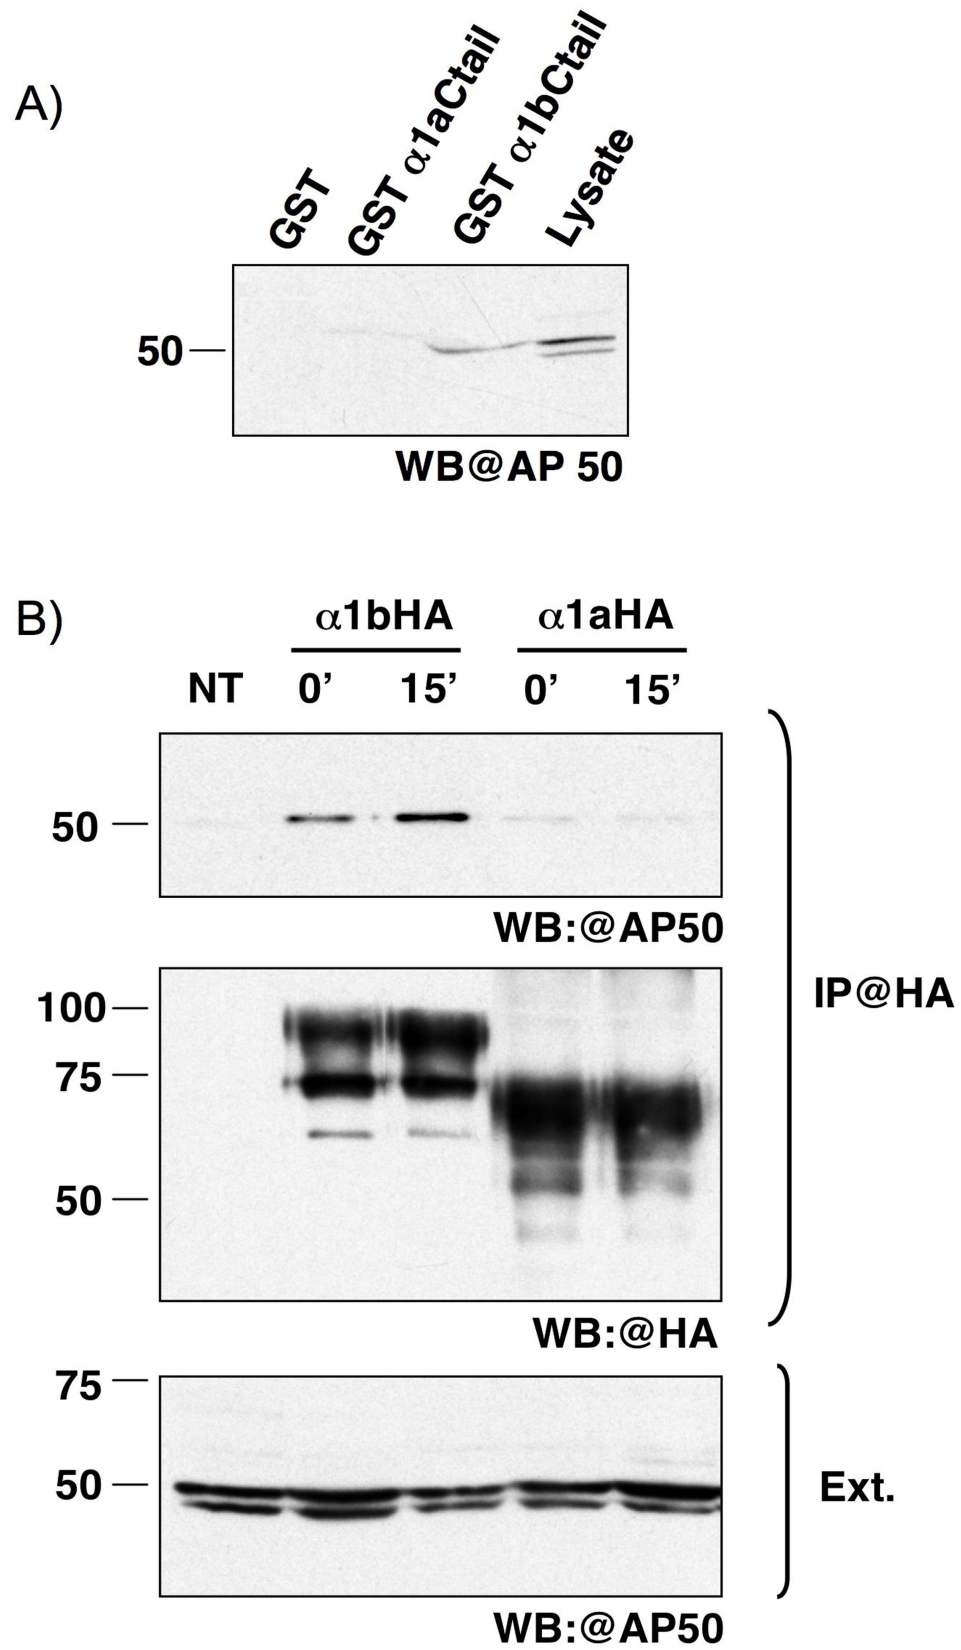 A)
GST
GST α1aCtail
GST α1bCtail
Lysate
50
WB@AP 50
B)
α1bHA α1aHA
NT 0’ 15’ 0’ 15’
50
WB:@AP50
100
75
50
IP@HA
WB:@HA
75
50
Ext.
WB:@AP50